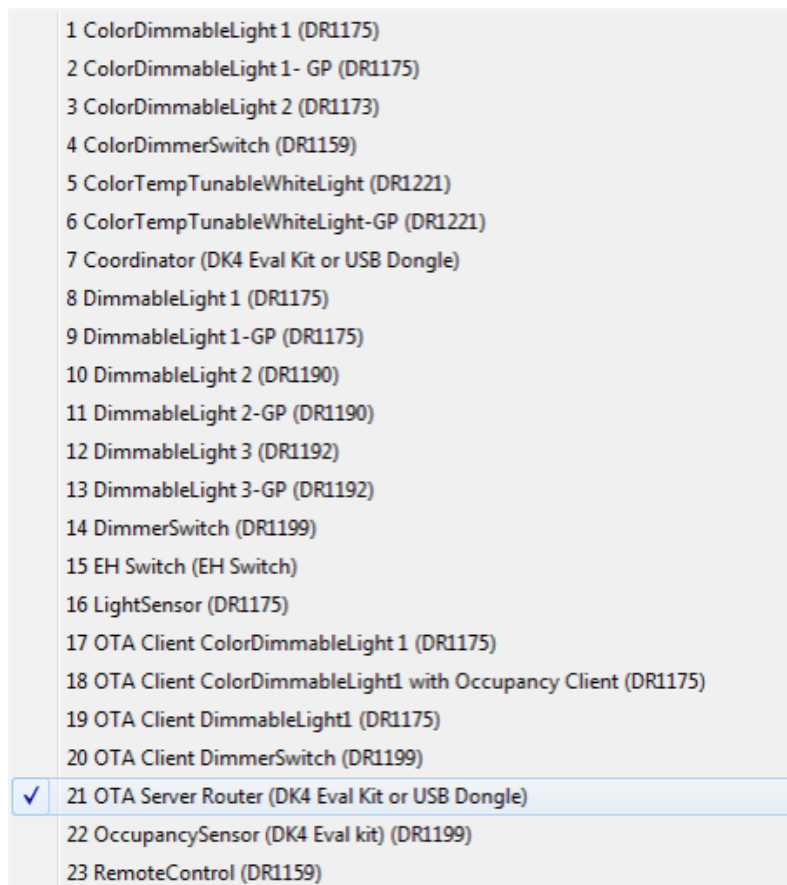 1 ColorDimmableLight 1 (DR1175)
2 ColorDimmableLight 1- GP (DR1175)
3 ColorDimmableLight 2 (DR1173)
4 ColorDimmerSwitch (DR1159)
5 ColorTempTunableWhiteLight (DR1221)
6 ColorTempTunableWhiteLight-GP (DR1221)
7 Coordinator (DK4 Eval Kit or USB Dongle)
8 DimmableLight 1 (DR1175)
9 DimmableLight 1-GP (DR1175)
10 DimmableLight 2 (DR1190)
11 DimmableLight 2-GP (DR1190)
12 DimmableLight 3 (DR1192)
13 DimmableLight 3-GP (DR1192)
14 DimmerSwitch (DR1199)
15 EH Switch (EH Switch)
16 LightSensor (DR1175)
17 OTA Client ColorDimmableLight 1 (DR1175)
18 OTA Client ColorDimmableLight1 with Occupancy Client (DR1175)
19 OTA Client DimmableLight1 (DR1175)
20 OTA Client DimmerSwitch (DR1199)
21 OTA Server Router (DK4 Eval Kit or USB Dongle)
22 OccupancySensor (DK4 Eval kit) (DR1199)
23 RemoteControl (DR1159)